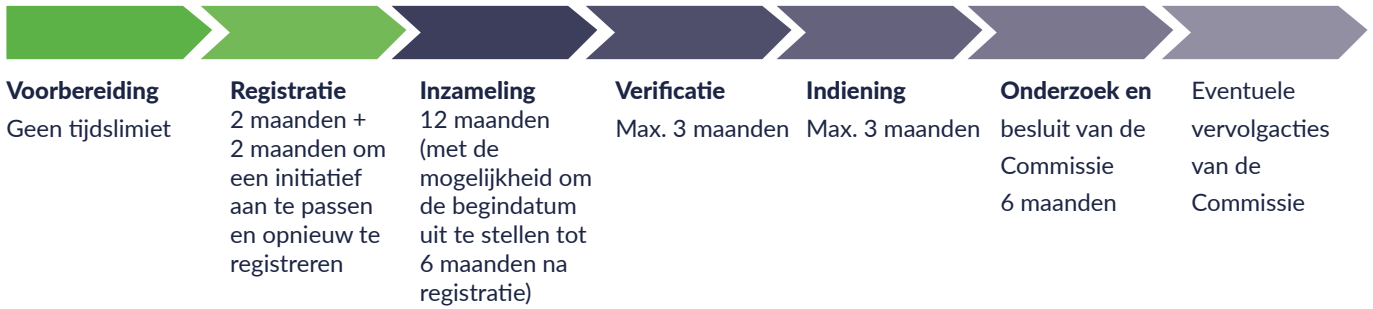 Voorbereiding
Geen tijdslimiet
Registratie
2 maanden +
2 maanden om
een initiatief
aan te passen
en opnieuw te
registreren
Inzameling
12 maanden
(met de
mogelijkheid om
de begindatum
uit te stellen tot
6 maanden na
registratie)
Verificatie
Max. 3 maanden
Indiening
Max. 3 maanden
Onderzoek en
besluit van de
Commissie
6 maanden
Eventuele
vervolgacties
van de
Commissie